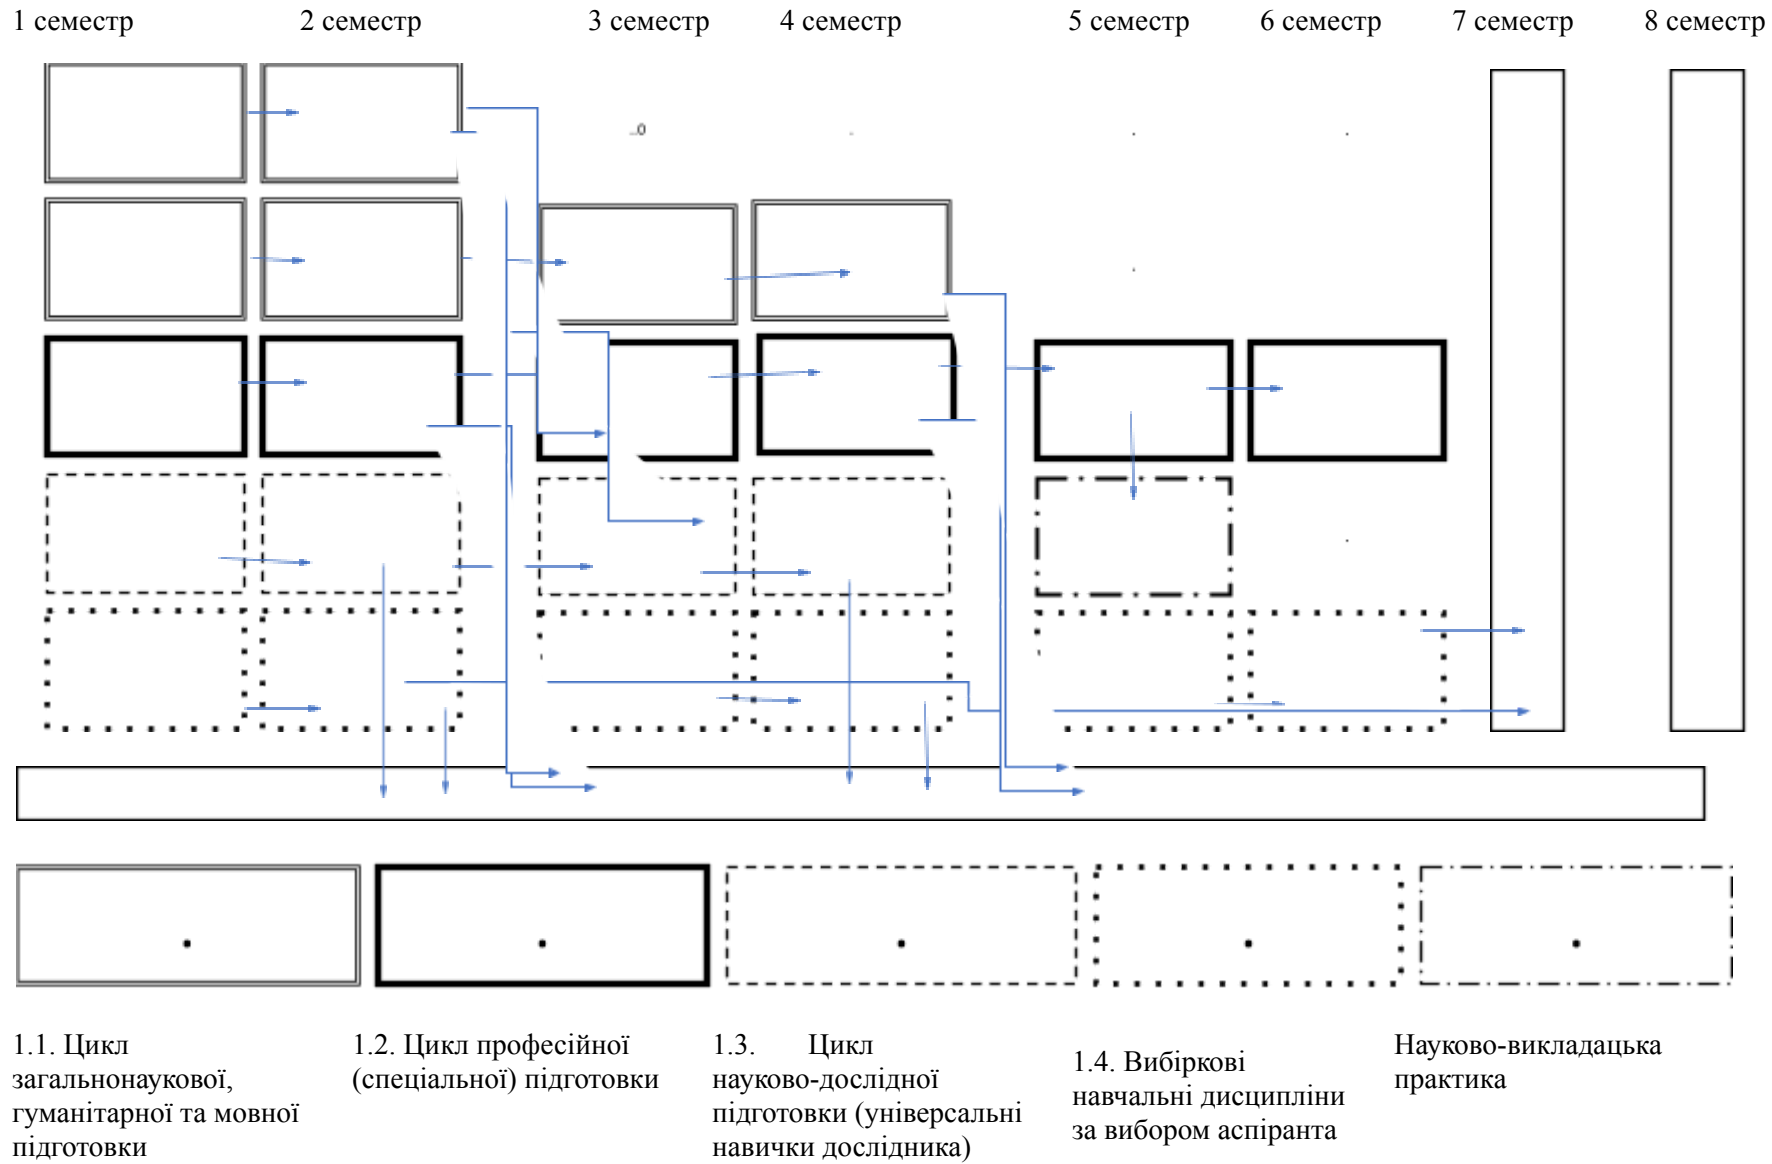 1 семестр 2 семестр 3 семестр 4 семестр 5 семестр 6 семестр 7 семестр 8 семестр
0
1.1. Цикл
загальнонаукової,
гуманітарної та мовної
підготовки
1.2. Цикл професійної
(спеціальної) підготовки
1.3. Цикл
науково-дослідної
підготовки (універсальні
навички дослідника)
1.4. Вибіркові
навчальні дисципліни
за вибором аспіранта
Науково-викладацька
практика